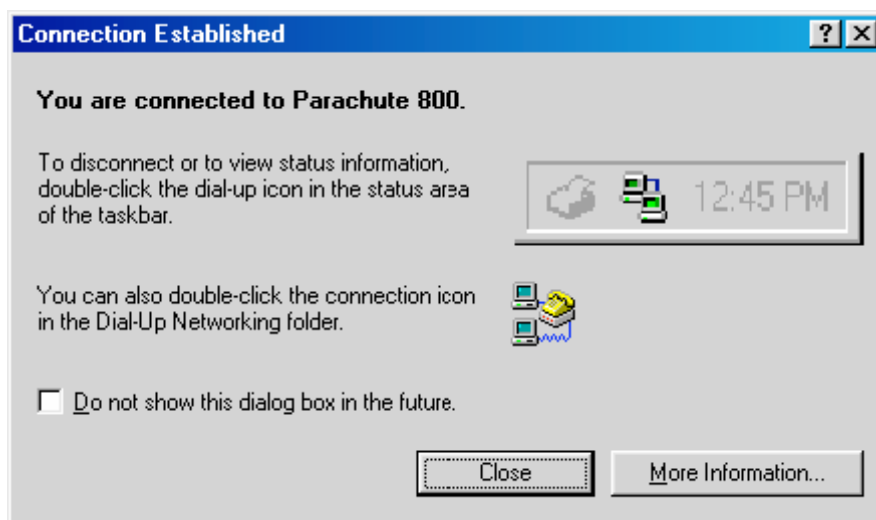 Connection Established
You are connected to Parachute 800.
To disconnect or to view status information,
double-click the dial-up icon in the status area
of the taskbar.
12:45 PM
You can also double-click the connection icon
in the Dial-Up Networking folder.
Do not show this dialog box in the future.
Close
More Information...